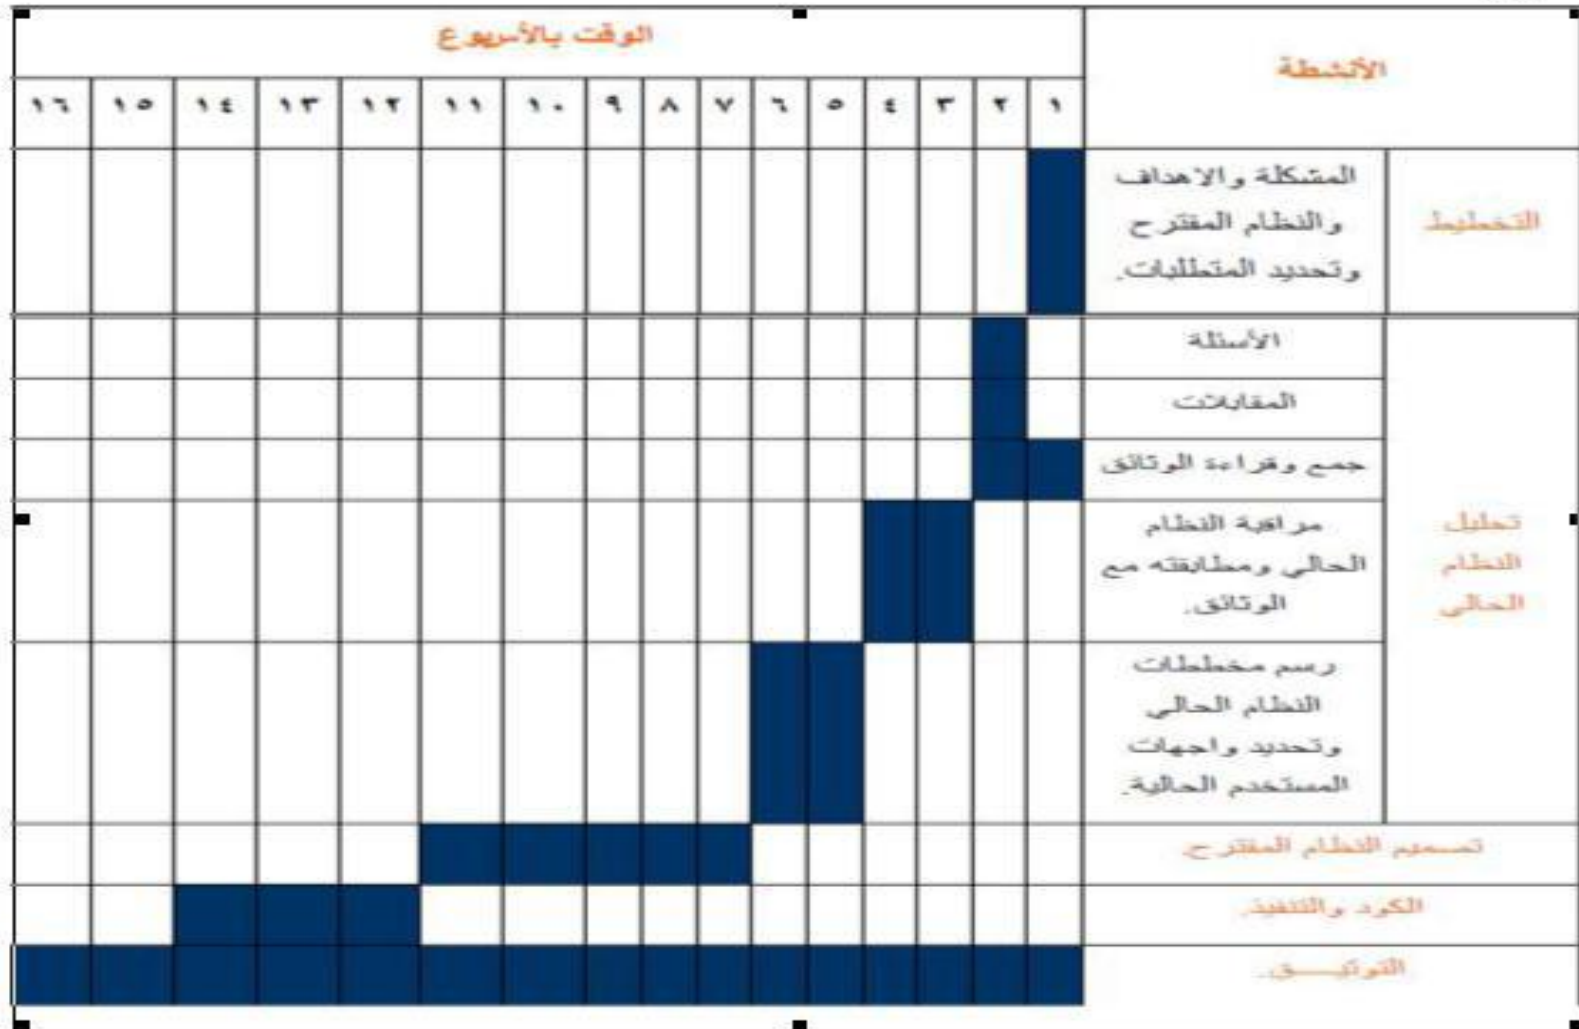 الأنشطة
الوقت بالأسبوع
١ ٢ ٣ ٤ ٥ ٦ ٧ ٨ ٩ ١٠ ١١ ١٢ ١٣ ١٤ ١٥ ١٦
التخطيط
المشكلة والاهداف
والنظام المقترح
وتحديد المتطلبات.
تحليل
النظام
الحالي
الأسئلة
المقابلات
جمع وقراءة الوثائق
مراقبة النظام
الحالي ومطابقته مع
الوثائق.
رسم مخططات
النظام الحالي
وتحديد واجهات
المستخدم الحالية.
تصميم النظام المقترح.
الكود والتنفيذ.
التوثيـــــق.